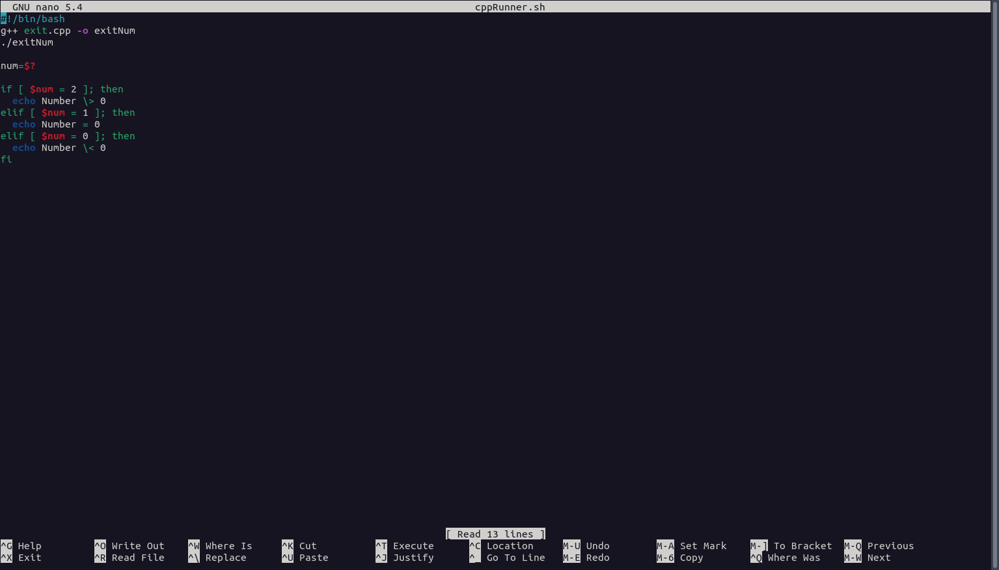 GNU nano 5.4 cppRunner.sh
#!/bin/bash
g++ exit.cpp -o exitNum
./exitNum
num=$?
if [ $num = 2 ]; then
  echo Number \> 0
elif [ $num = 1 ]; then
  echo Number = 0
elif [ $num = 0 ]; then
  echo Number \< 0
fi
[ Read 13 lines ]
^G Help ^O Write Out ^W Where Is ^K Cut ^T Execute ^C Location M-U Undo M-A Set Mark M-] To Bracket M-Q Previous
^X Exit ^R Read File ^\ Replace ^U Paste ^J Justify ^_ Go To Line M-E Redo M-6 Copy ^Q Where Was M-W Next